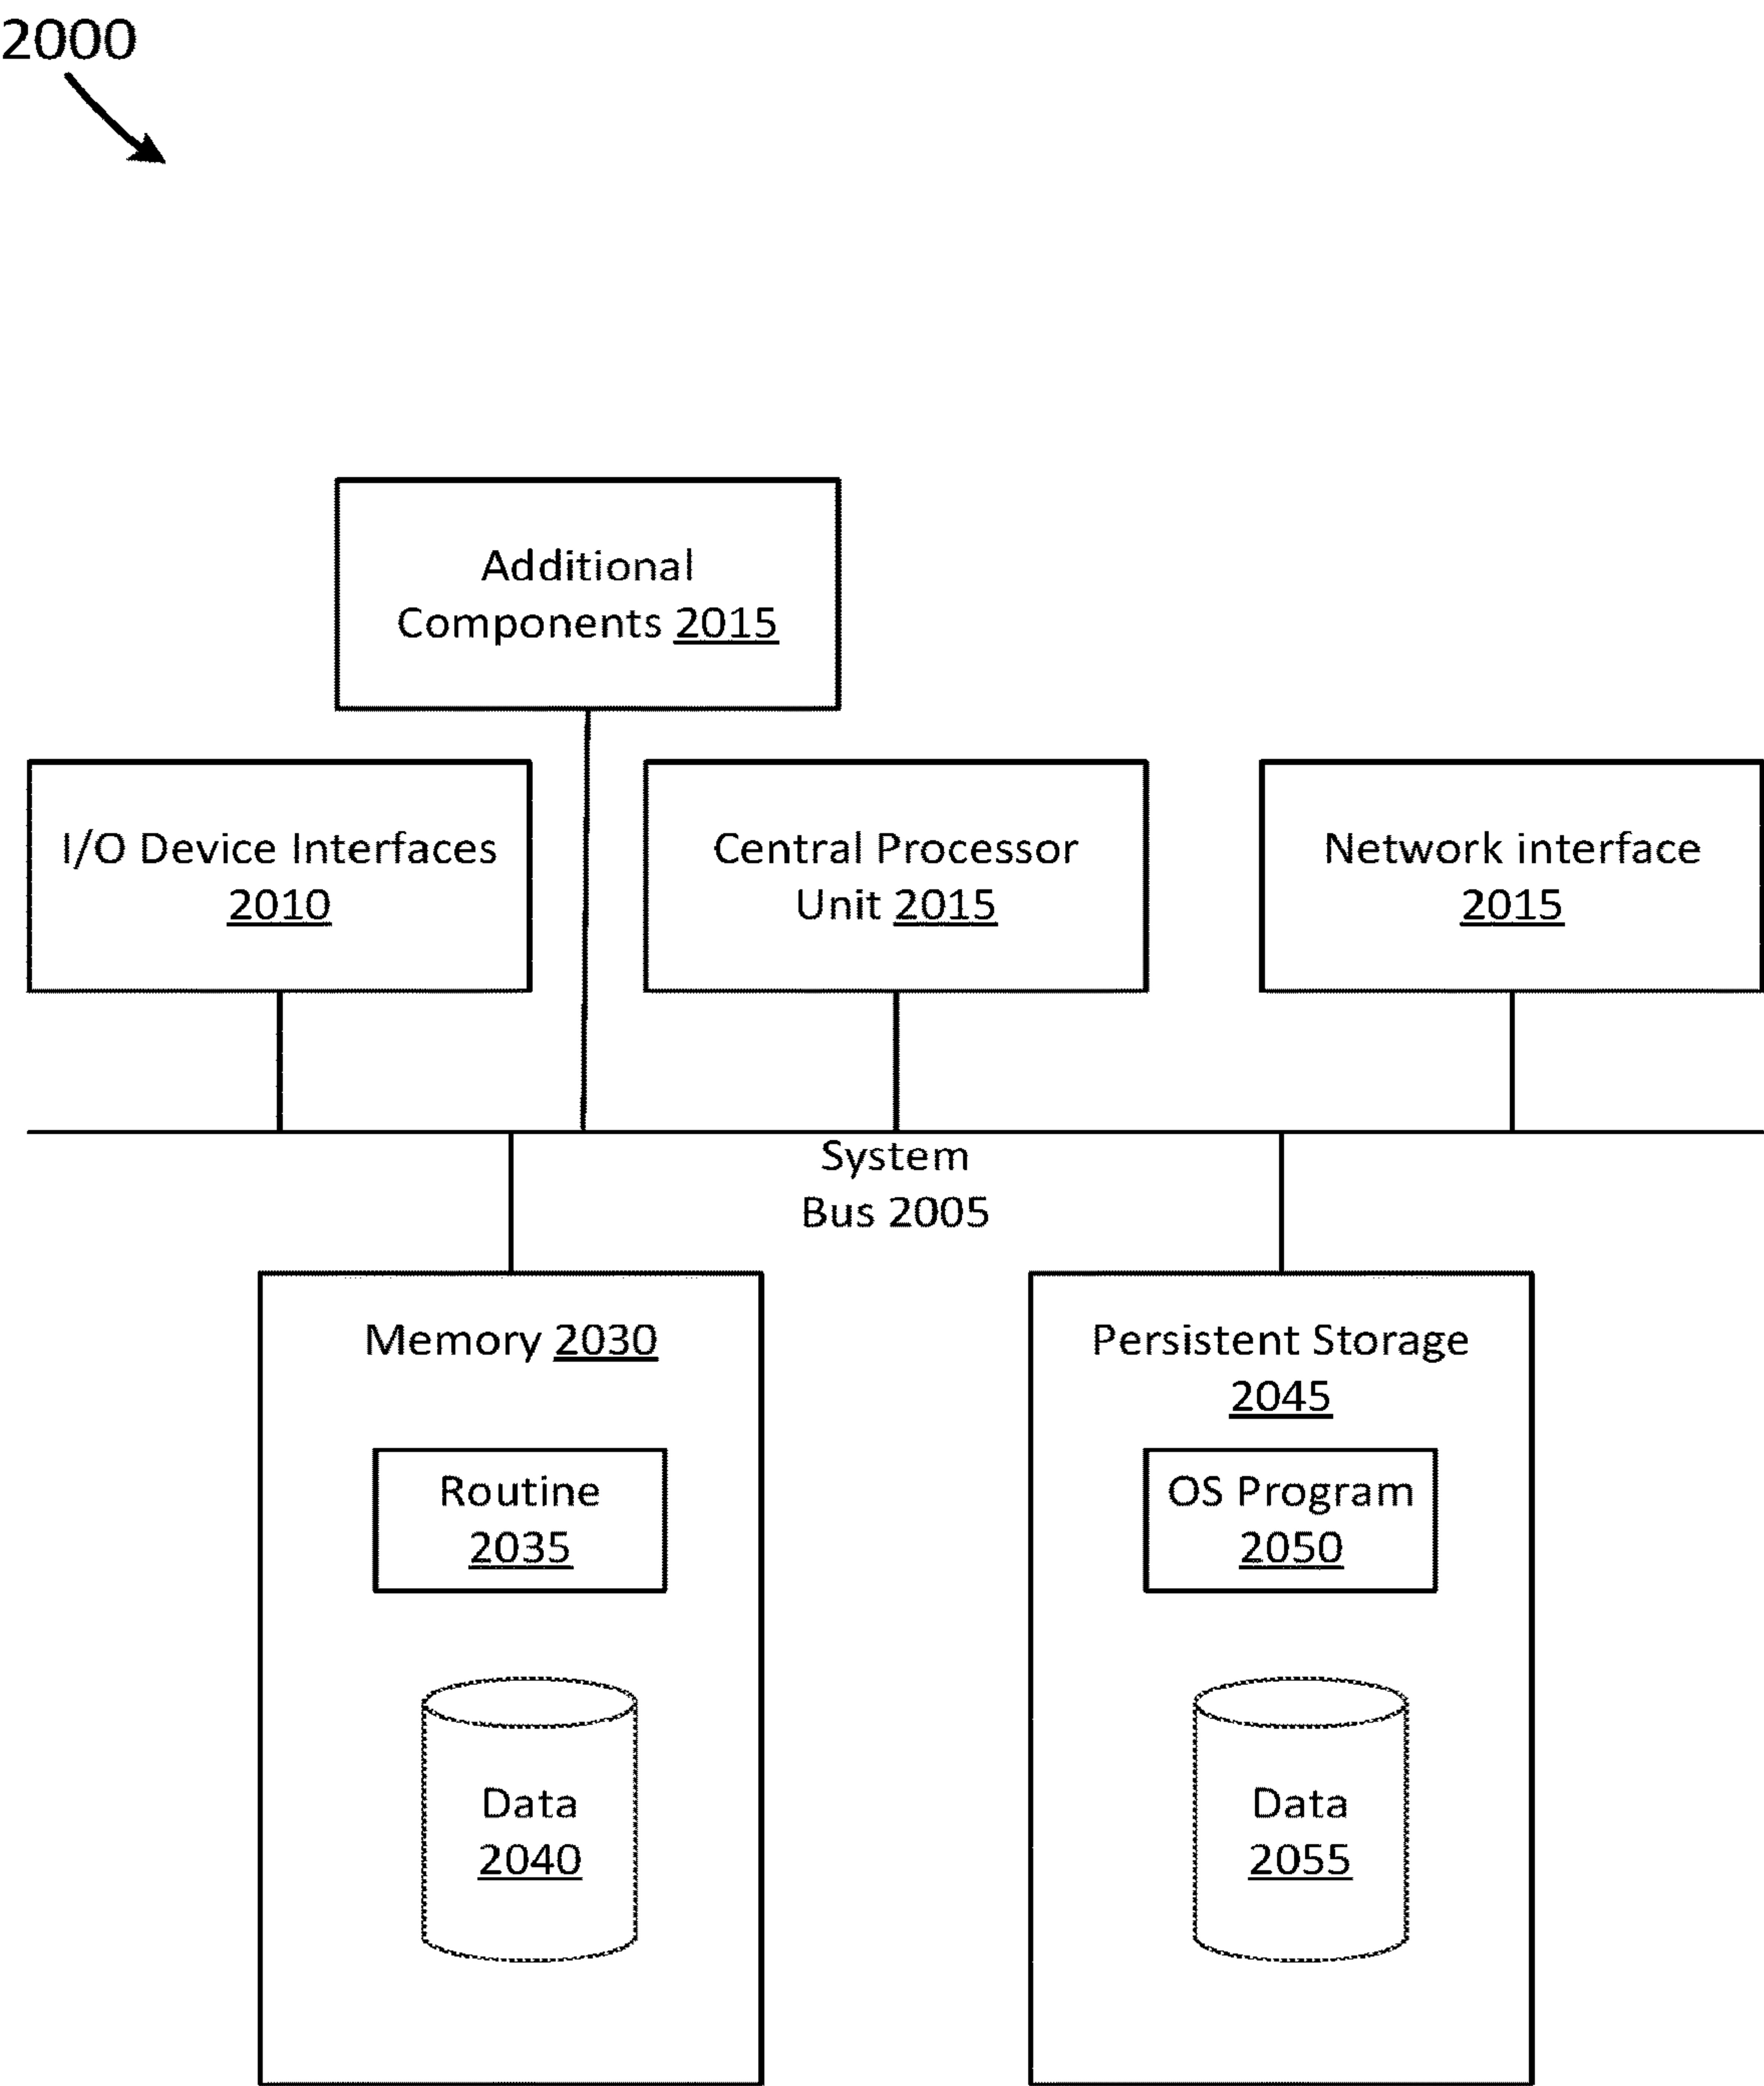 2000
Additional
Components 2015
I/O Device Interfaces
2010
Central Processor
Unit 2015
Network interface
2015
System
Bus 2005
Memory 2030
Routine
2035
Data
2040
Persistent Storage
2045
OS Program
2050
Data
2055